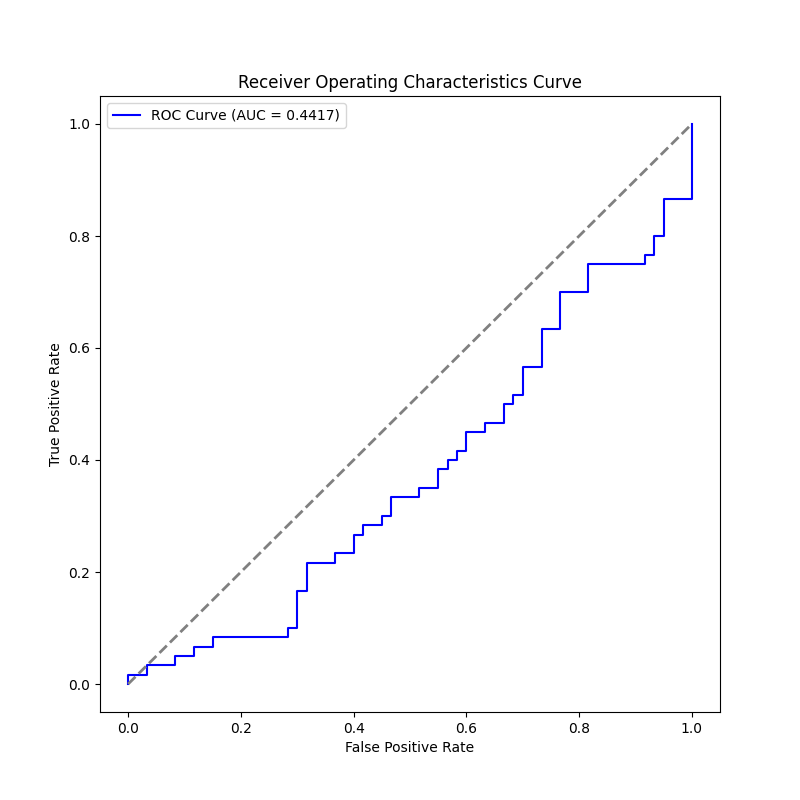 Receiver Operating Characteristics Curve
ROC Curve (AUC = 0.4417)
1.0
0.8
0.6
0.4
0.2
0.0
True Positive Rate
0.0 0.2 0.4 0.6 0.8 1.0
False Positive Rate